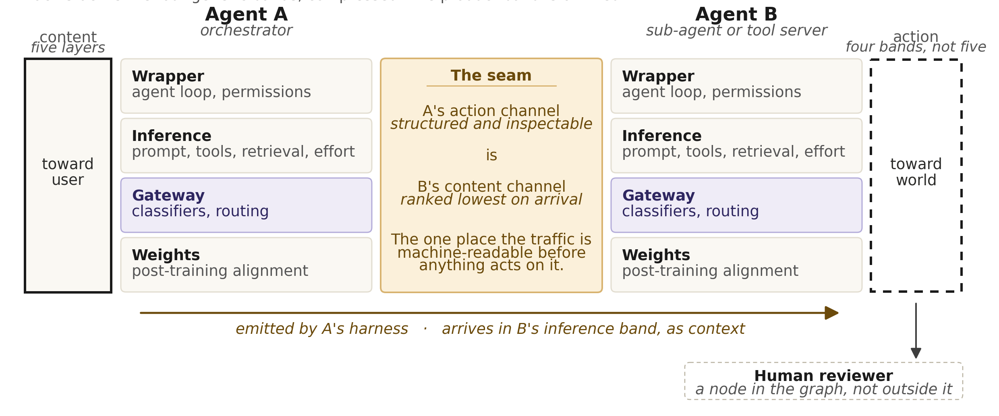 Agent A
orchestrator
Agent B
sub-agent or tool server
content
five layers
action
four bands, not five
toward
user
Wrapper
agent loop, permissions
Inference
prompt, tools, retrieval, effort
Gateway
classifiers, routing
Weights
post-training alignment
The seam
A's action channel
structured and inspectable
is
B's content channel
ranked lowest on arrival
The one place the traffic is
machine-readable before
anything acts on it.
Wrapper
agent loop, permissions
Inference
prompt, tools, retrieval, effort
Gateway
classifiers, routing
Weights
post-training alignment
toward
world
emitted by A's harness · arrives in B's inference band, as context
Human reviewer
a node in the graph, not outside it